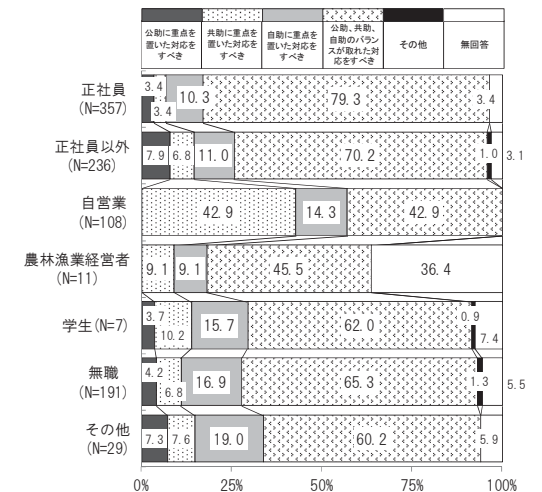 公助に重点を
置いた対応を
すべき
共助に重点を
置いた対応を
すべき
自助に重点を
置いた対応を
すべき
公助、共助、
自助のバラン
スが取れた対
応をすべき
その他
無回答
正社員
(N=357)
3.4
3.4
10.3
79.3
3.4
正社員以外
(N=236)
7.9
6.8
11.0
70.2
1.0
3.1
自営業
(N=108)
42.9
14.3
42.9
農林漁業経営者
(N=11)
9.1
9.1
45.5
36.4
学生(N=7)
3.7
10.2
15.7
62.0
0.9
7.4
無職
(N=191)
4.2
6.8
16.9
65.3
1.3
5.5
その他
(N=29)
7.3
7.6
19.0
60.2
5.9
0%
25%
50%
75%
100%